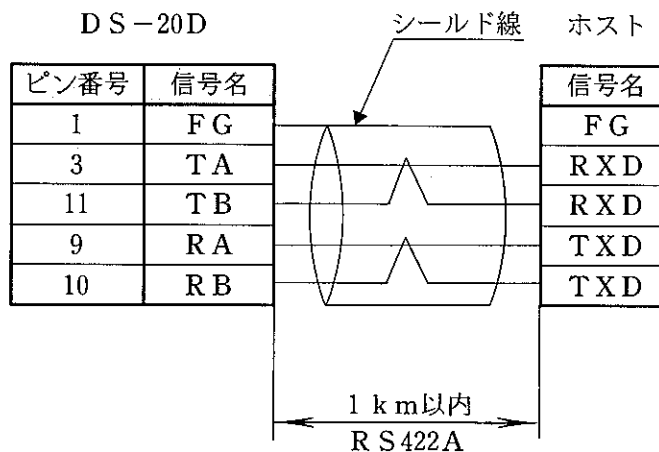 DS-20D シールド線 ホスト
ピン番号 信号名 信号名
1 FG FG
3 TA RXD
11 TB RXD
9 RA TXD
10 RB TXD
1km以内
RS422A